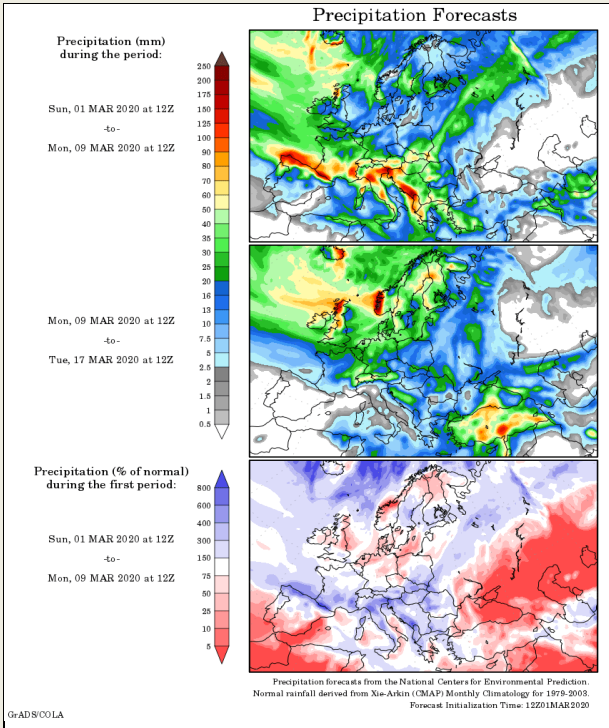 Precipitation Forecasts
Precipitation (mm)
during the period:
Sun, 01 MAR 2020 at 12Z
-to-
Mon, 09 MAR 2020 at 12Z
250
200
175
150
125
100
90
80
70
60
50
40
35
30
25
20
16
13
10
7.5
5
2.5
2
1.5
1
0.5
Mon, 09 MAR 2020 at 12Z
-to-
Tue, 17 MAR 2020 at 12Z
Precipitation (% of normal)
during the first period:
Sun, 01 MAR 2020 at 12Z
-to-
Mon, 09 MAR 2020 at 12Z
800
600
400
300
150
75
50
25
10
5
Precipitation forecasts from the National Centers for Environmental Prediction.
Normal rainfall derived from Xie-Arkin (CMAP) Monthly Climatology for 1979-2003.
Forecast Initialization Time: 12Z01MAR2020
GrADS/COLA